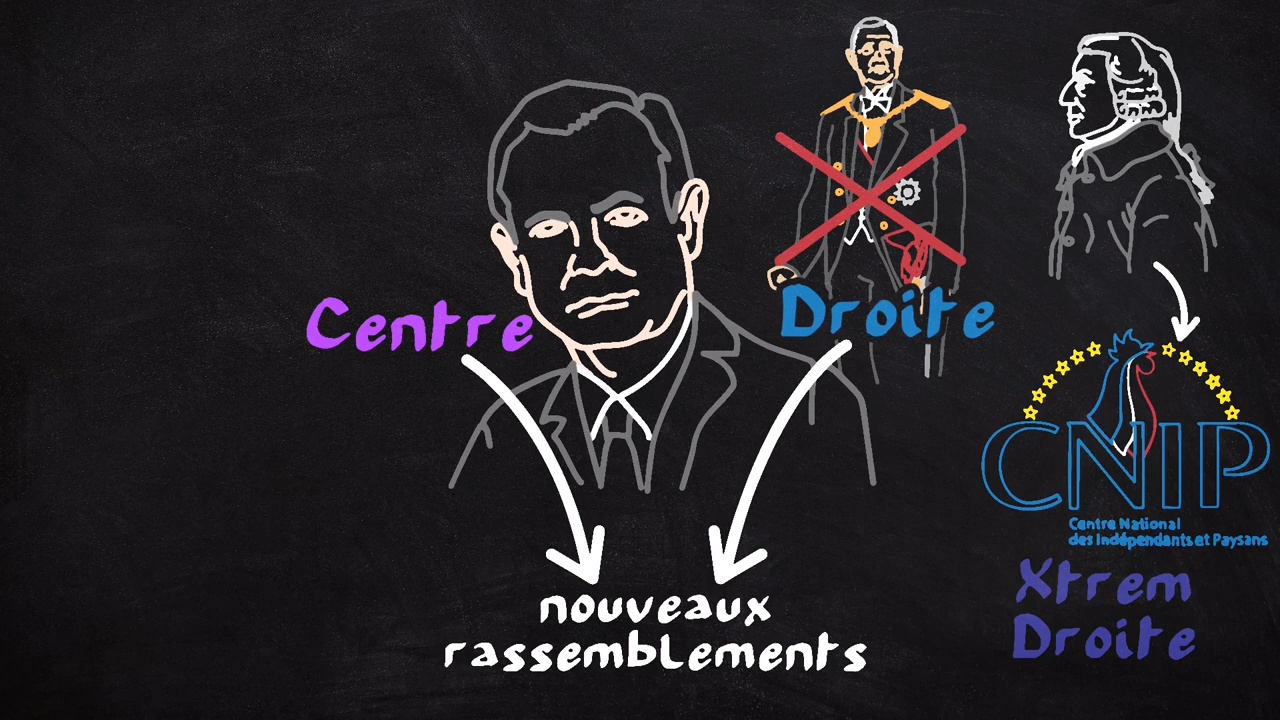 Centre
Droite
nouveaux
rassemblements
CNIP
Centre National
des Indépendants et Paysans
Xtrem
Droite